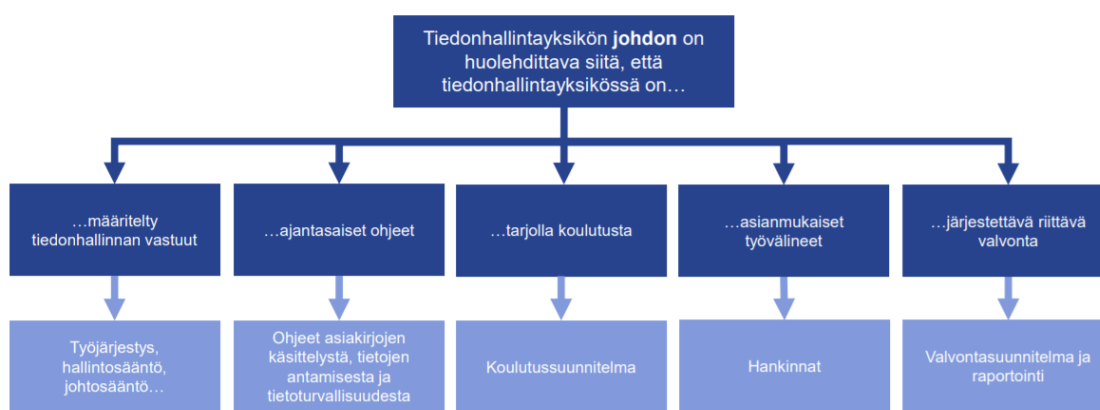 Tiedonhallintayksikön johdon on
huolehdittava siitä, että
tiedonhallintayksikössä on…
…määritelty
tiedonhallinnan vastuut
…ajantasaiset ohjeet
…tarjolla koulutusta
…asianmukaiset
työvälineet
…järjestettävä riittävä
valvonta
Työjärjestys,
hallintosääntö,
johtosääntö…
Ohjeet asiakirjojen
käsittelystä, tietojen
antamisesta ja
tietoturvallisuudesta
Koulutussuunnitelma
Hankinnat
Valvontasuunnitelma ja
raportointi